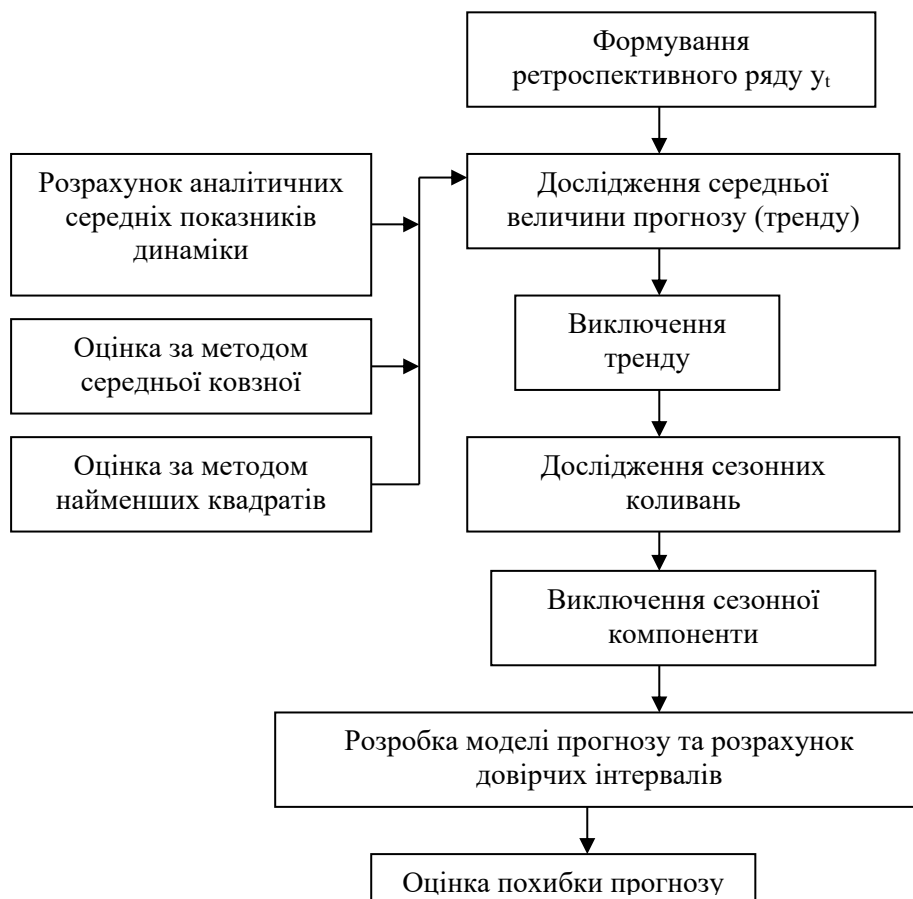 Формування
ретроспективного ряду yₜ
Розрахунок аналітичних
середніх показників
динаміки
Дослідження середньої
величини прогнозу (тренду)
Виключення
тренду
Оцінка за методом
середньої ковзної
Оцінка за методом
найменших квадратів
Дослідження сезонних
коливань
Виключення сезонної
компоненти
Розробка моделі прогнозу та розрахунок
довірчих інтервалів
Оцінка похибки прогнозу